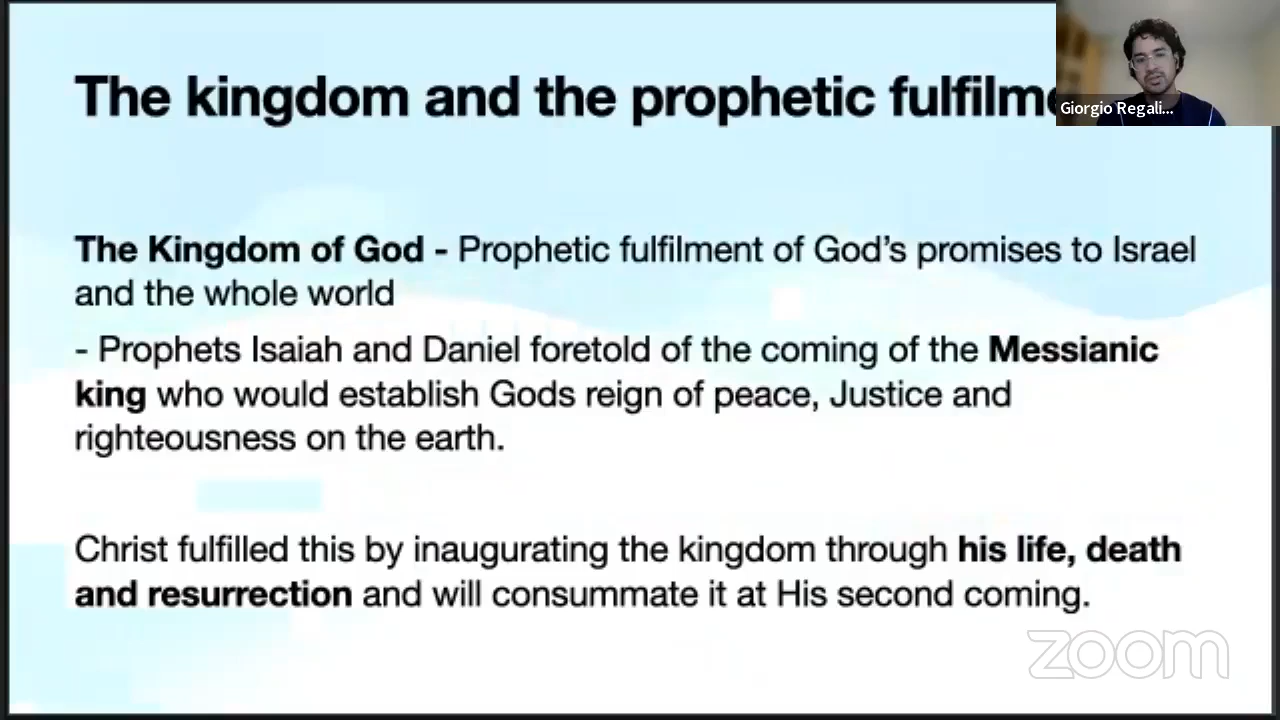 The kingdom and the prophetic
Giorgio Regali...
The Kingdom of God - Prophetic fulfilment of God’s promises to Israel
and the whole world
- Prophets Isaiah and Daniel foretold of the coming of the Messianic
king who would establish Gods reign of peace, Justice and
righteousness on the earth.
Christ fulfilled this by inaugurating the kingdom through his life, death
and resurrection and will consummate it at His second coming.
zoom